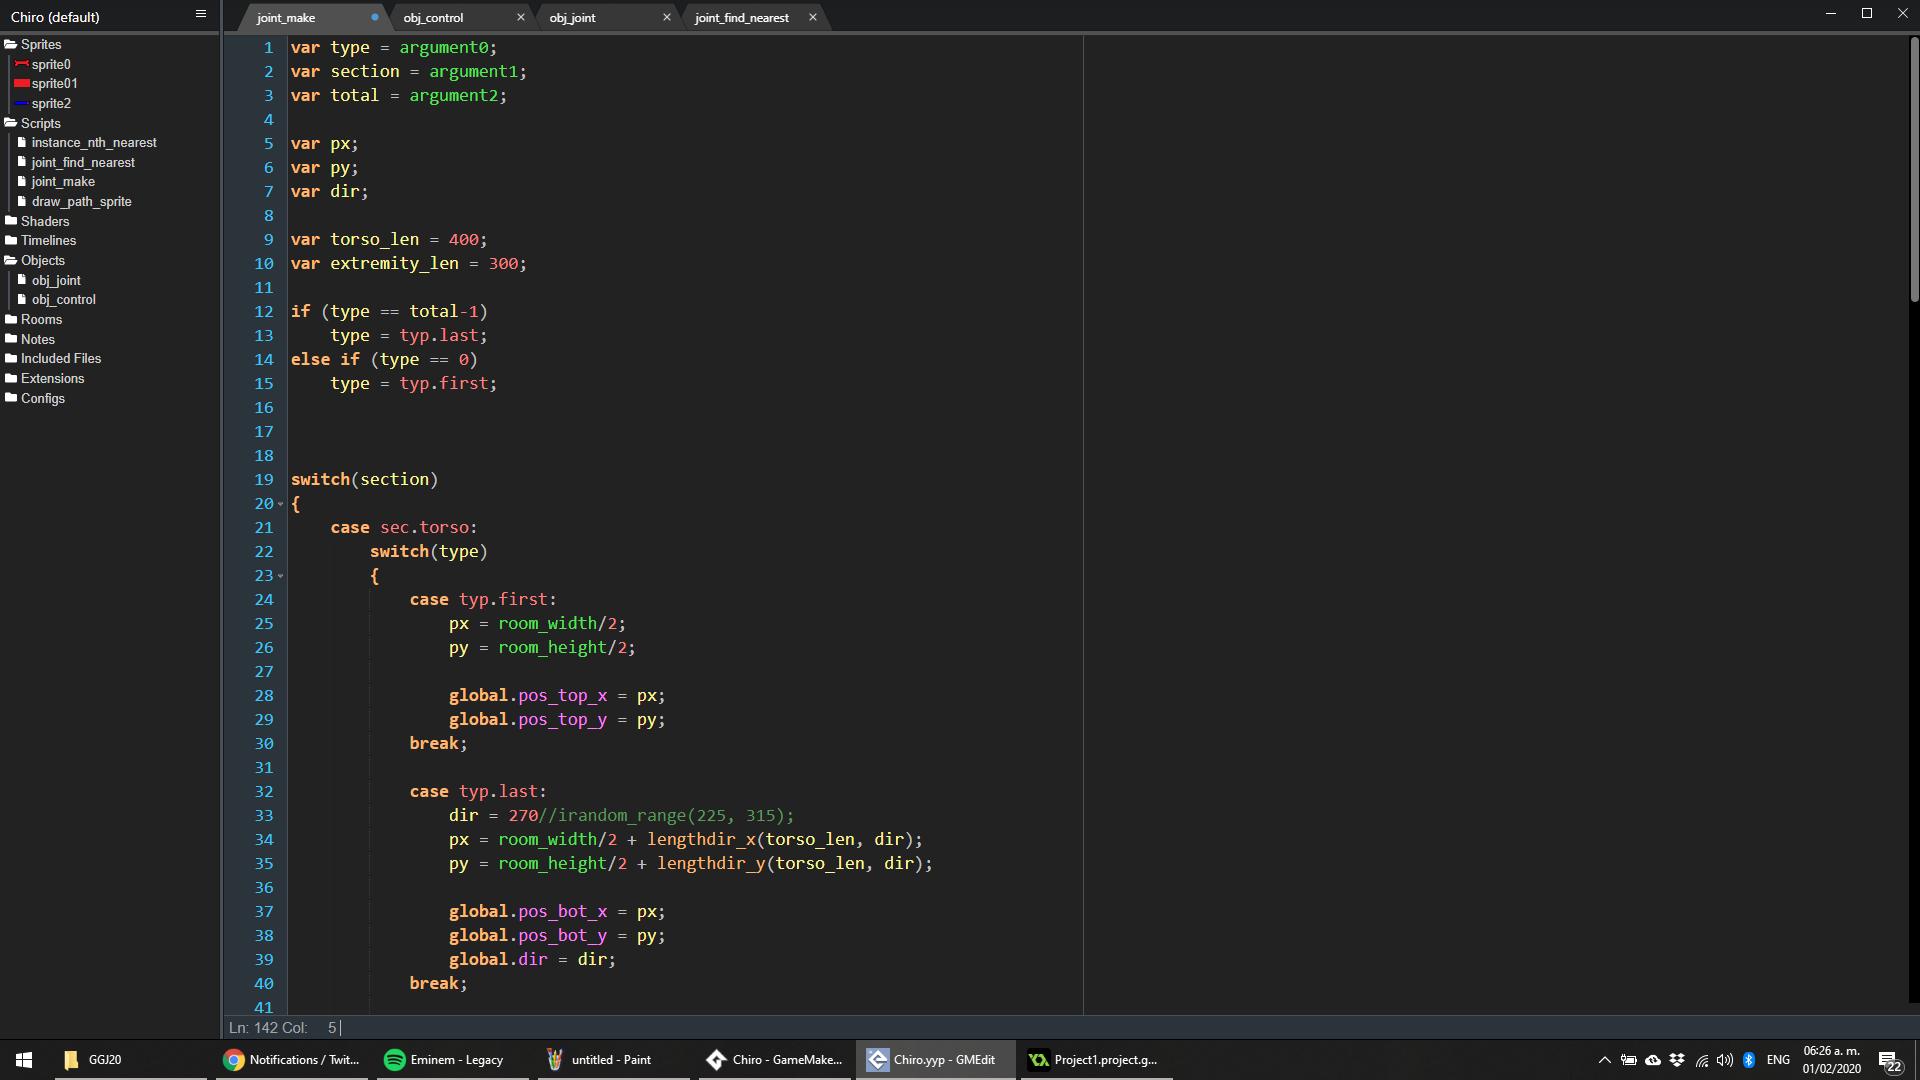 Chiro (default)
joint_make
obj_control
obj_joint
joint_find_nearest
Sprites
sprite0
sprite01
sprite2
Scripts
instance_nth_nearest
joint_find_nearest
joint_make
draw_path_sprite
Shaders
Timelines
Objects
obj_joint
obj_control
Rooms
Notes
Included Files
Extensions
Configs
1 var type = argument0;
2 var section = argument1;
3 var total = argument2;
4
5 var px;
6 var py;
7 var dir;
8
9 var torso_len = 400;
10 var extremity_len = 300;
11
12 if (type == total-1)
13     type = typ.last;
14 else if (type == 0)
15     type = typ.first;
16
17
18
19 switch(section)
20 {
21     case sec.torso:
22         switch(type)
23         {
24             case typ.first:
25                 px = room_width/2;
26                 py = room_height/2;
27
28                 global.pos_top_x = px;
29                 global.pos_top_y = py;
30             break;
31
32             case typ.last:
33                 dir = 270//irandom_range(225, 315);
34                 px = room_width/2 + lengthdir_x(torso_len, dir);
35                 py = room_height/2 + lengthdir_y(torso_len, dir);
36
37                 global.pos_bot_x = px;
38                 global.pos_bot_y = py;
39                 global.dir = dir;
40             break;
41
Ln: 142 Col: 5
GGJ20
Notifications / Twit...
Eminem - Legacy
untitled - Paint
Chiro - GameMake...
Chiro.yyp - GMEdit
Project1.project.g...
ENG
06:26 a. m.
01/02/2020
22